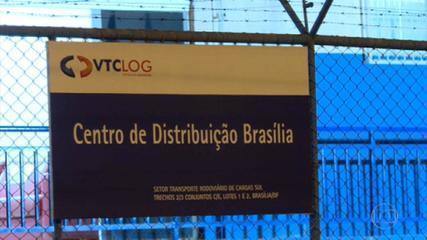 VTCLOG
Centro de Distribuição Brasília
SETOR TRANSPORTE RODOVIÁRIO DE CARGAS SUL
TRECHOS 2/3 CONJUNTOS C/E, LOTES 1 E 2. BRASÍLIA/DF